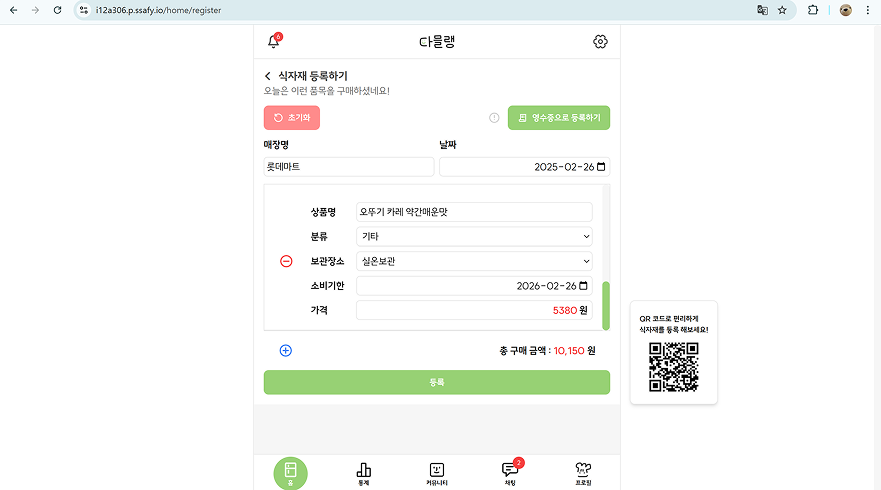 i12a306.p.ssafy.io/home/register
6
다믈랭
식자재 등록하기
오늘은 이런 품목을 구매하셨네요!
초기화
영수증으로 등록하기
매장명 날짜
롯데마트 2025-02-26
상품명 오뚜기 카레 약간매운맛
분류 기타
보관장소 실온보관
소비기한 2026-02-26
가격 5380 원
총 구매 금액 : 10,150 원
등록
QR 코드로 편리하게
식자재를 등록 해보세요!
2
홈 통계 커뮤니티 채팅 프로필